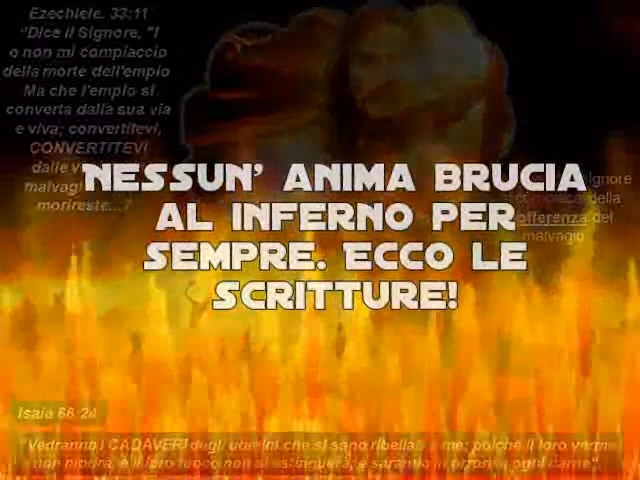 Ezechiele. 33:11
"Dice il Signore, "I
o non mi compiaccio
della morte dell'empio
Ma che l'empio si
converta dalla sua via
e viva; convertitevi,
CONVERTITEVI
dalle
malvagi
morireste...?
NESSUN' ANIMA BRUCIA
AL INFERNO PER
SEMPRE. ECCO LE
SCRITTURE!
ignore
della
sofferenza del
malvagio
Isaia 66:24
"Vedranno i CADAVERI degli uomini che si sono ribellati a me; poiché il loro verme
non morirà, e il loro fuoco non si estinguerà; e saranno in orrore a ogni carne".